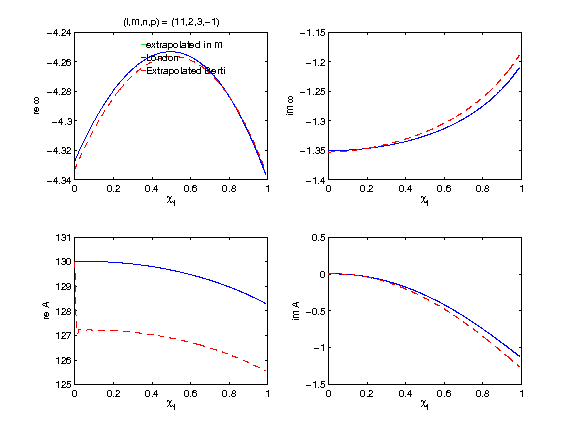 (l,m,n,p) = (11,2,3,−1)
−4.24
−4.26
−4.28
−4.3
−4.32
−4.34
re ω
0 0.2 0.4 0.6 0.8 1
χf
extrapolated in m
London
Extrapolated Berti
−1.15
−1.2
−1.25
−1.3
−1.35
−1.4
im ω
0 0.2 0.4 0.6 0.8 1
χf
131
130
129
128
127
126
125
re A
0 0.2 0.4 0.6 0.8 1
χf
0.5
0
−0.5
−1
−1.5
im A
0 0.2 0.4 0.6 0.8 1
χf